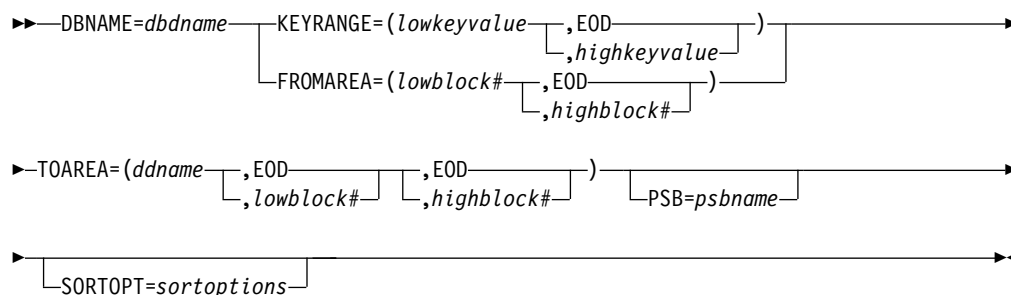 DBNAME=dbdname KEYRANGE=(lowkeyvalue ,EOD )
,highkeyvalue
FROMAREA=(lowblock# ,EOD )
,highblock#
TOAREA=(ddname ,EOD ,EOD )
,lowblock# ,highblock# PSB=psbname
SORTOPT=sortoptions